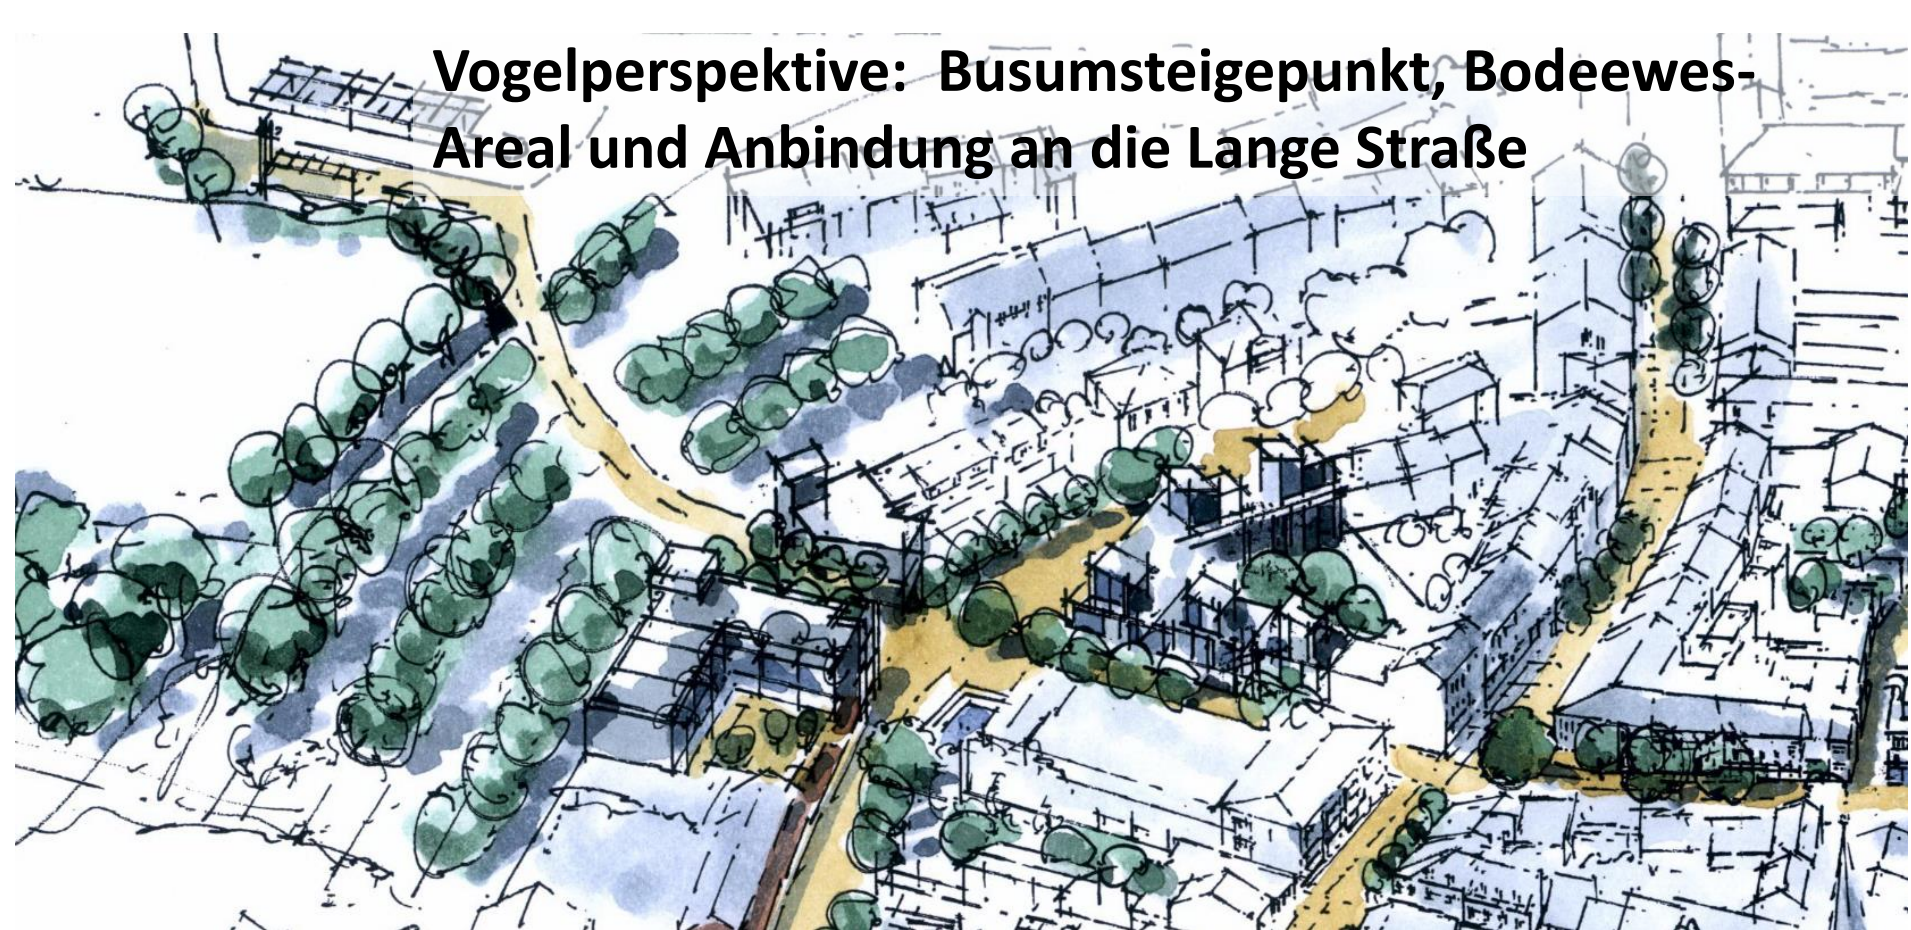 Vogelperspektive:  Busumsteigepunkt, Bodeewes-
Areal und Anbindung an die Lange Straße